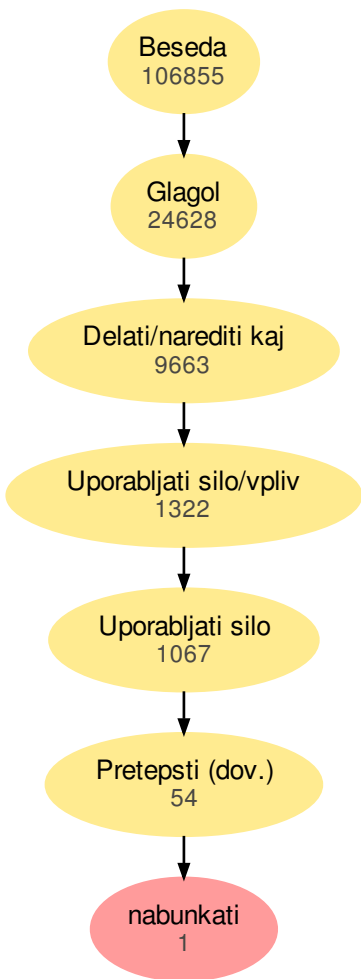 Beseda
106855
Glagol
24628
Delati/narediti kaj
9663
Uporabljati silo/vpliv
1322
Uporabljati silo
1067
Pretepsti (dov.)
54
nabunkati
1